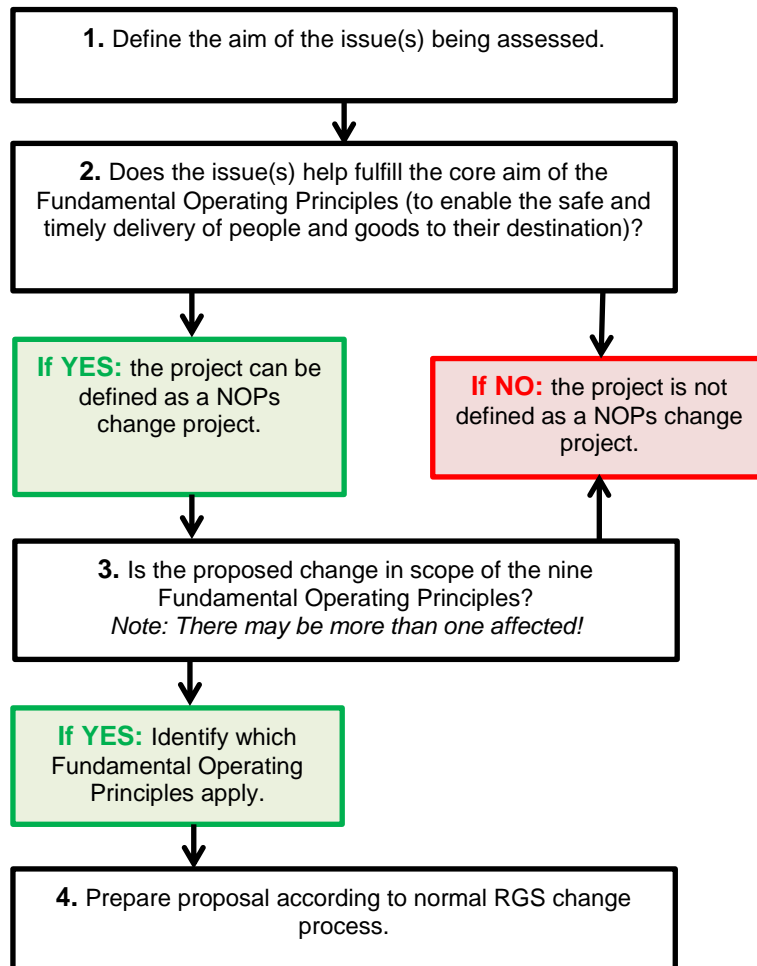 1. Define the aim of the issue(s) being assessed.
2. Does the issue(s) help fulfill the core aim of the
Fundamental Operating Principles (to enable the safe and
timely delivery of people and goods to their destination)?
If YES: the project can be
defined as a NOPs
change project.
If NO: the project is not
defined as a NOPs change
project.
3. Is the proposed change in scope of the nine
Fundamental Operating Principles?
Note: There may be more than one affected!
If YES: Identify which
Fundamental Operating
Principles apply.
4. Prepare proposal according to normal RGS change
process.